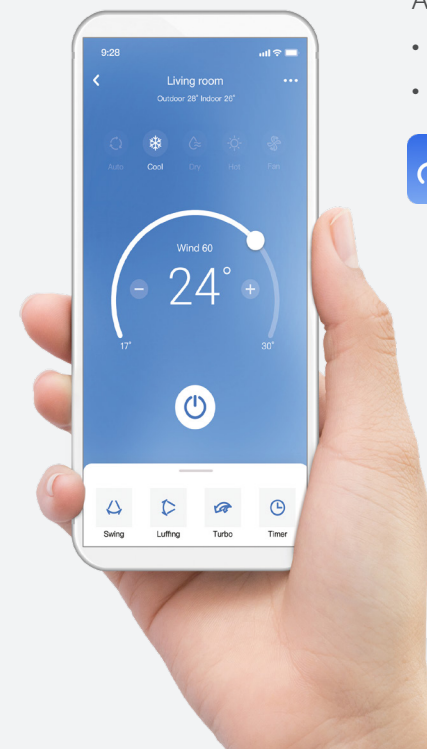 9:28
Living room
Outdoor 28° Indoor 26°
Auto Cool Dry Hot Fan
Wind 60
24°
17° 30°
Swing Luffing Turbo Timer